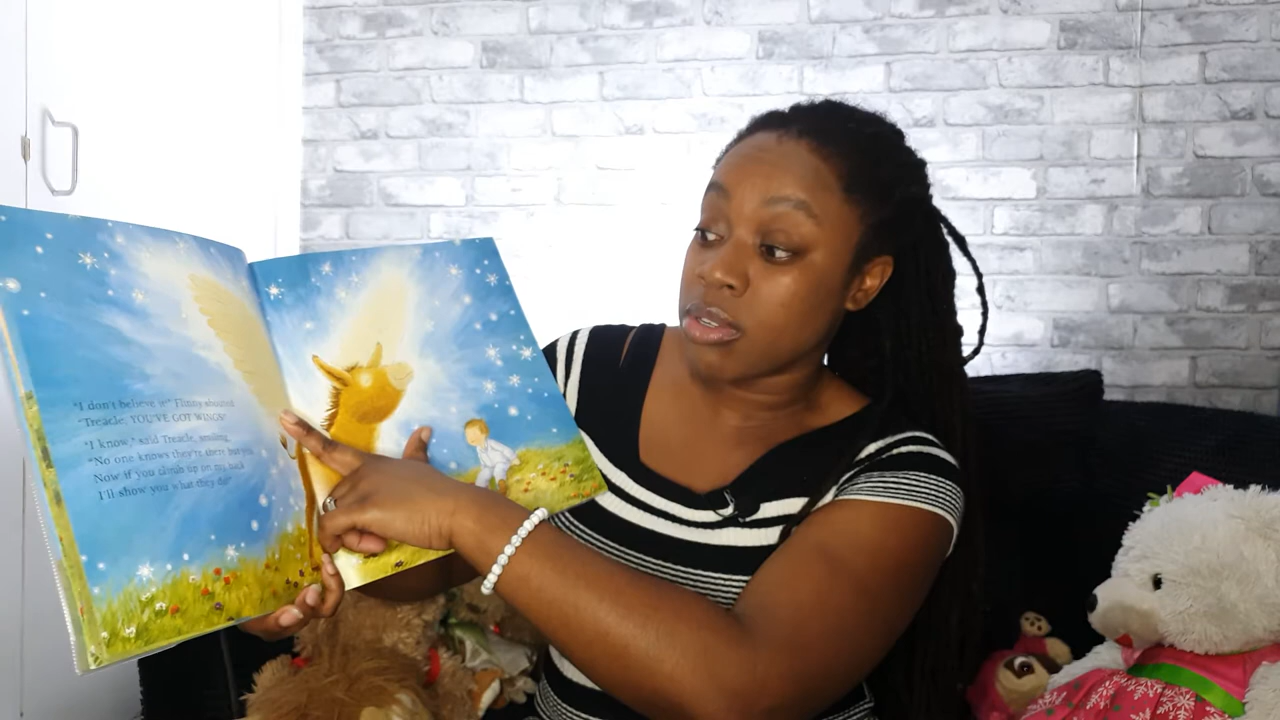 "I don't believe it!" Flinny shouted.
"Treacle, YOU'VE GOT WINGS!"
"I know," said Treacle, smiling,
"No one knows they're there but you.
Now if you climb up on my back
I'll show you what they do!"